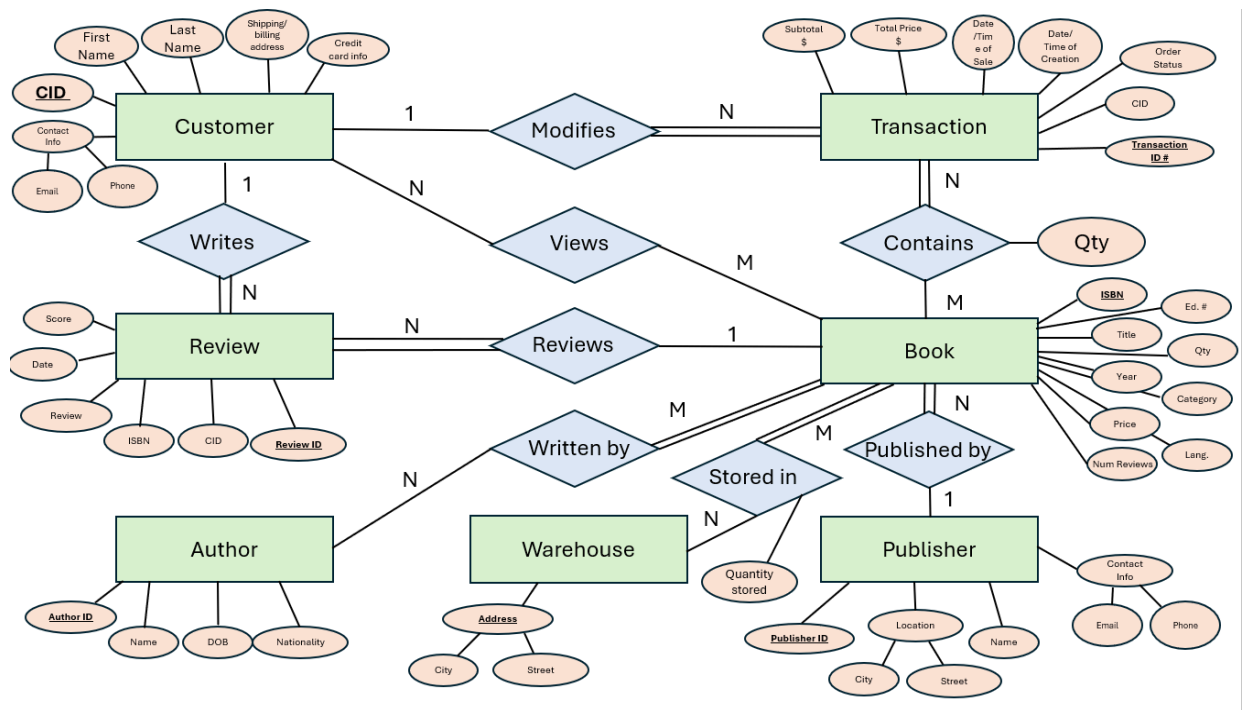 First
Name
Last
Name
Shipping/
billing
address
Credit
card info
CID
Contact
Info
Email
Phone
Customer
1
Modifies
N
Subtotal
$
Total Price
$
Date
/Tim
e of
Sale
Date/
Time of
Creation
Order
Status
CID
Transaction
ID #
Transaction
1
Writes
N
N
Views
M
N
Contains
Qty
M
Score
Date
Review
ISBN
CID
Review ID
Review
N
Reviews
1
Book
ISBN
Ed. #
Title
Qty
Year
Category
Price
Lang.
Num Reviews
M
Written by
N
M
Stored in
N
Quantity
stored
N
Published by
1
Author
Author ID
Name
DOB
Nationality
Warehouse
Address
City
Street
Publisher
Publisher ID
Location
City
Street
Name
Contact
Info
Email
Phone